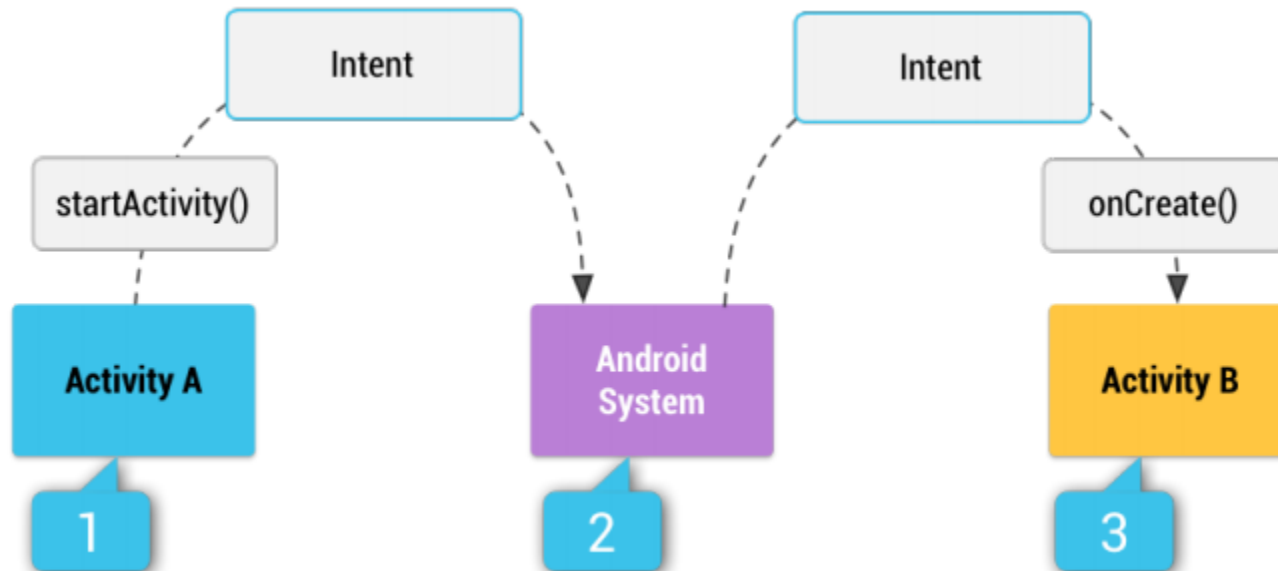 Intent
Intent
startActivity()
onCreate()
Activity A
Android
System
Activity B
1
2
3